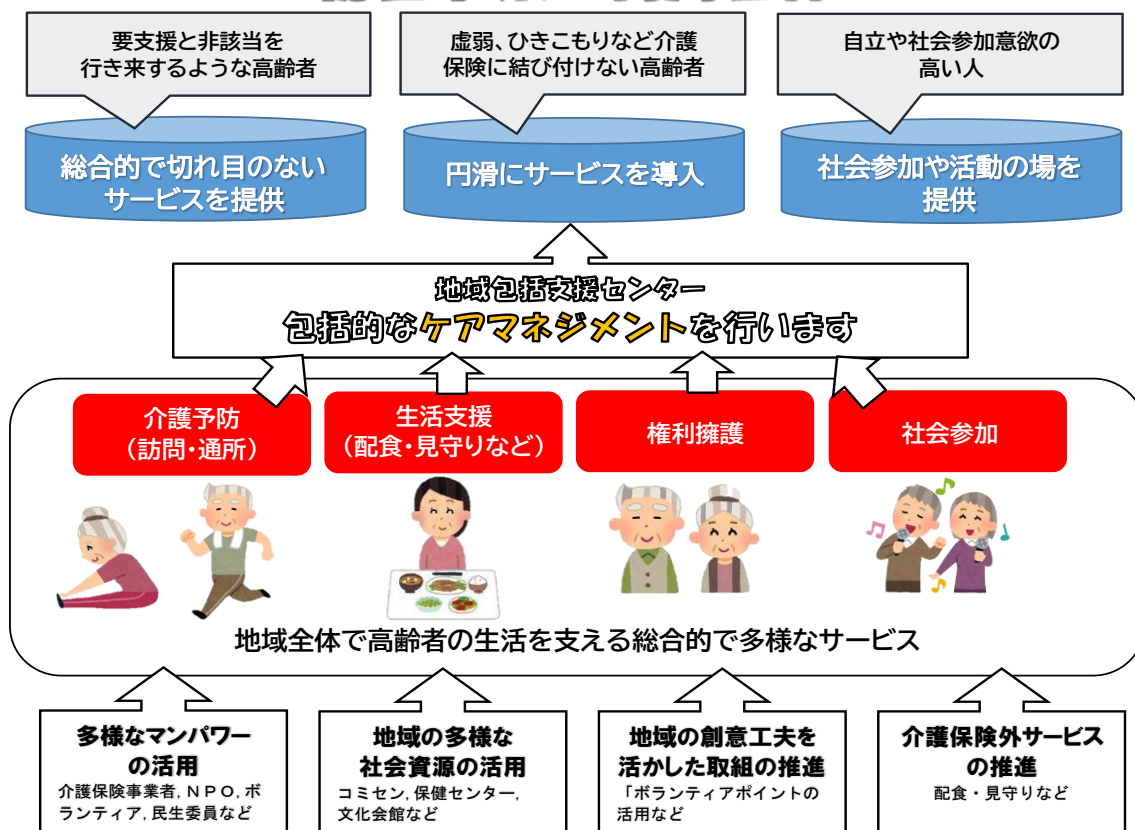 要支援と非該当を
行き来するような高齢者
虚弱、ひきこもりなど介護
保険に結び付けない高齢者
自立や社会参加意欲の
高い人
総合的で切れ目のない
サービスを提供
円滑にサービスを導入
社会参加や活動の場を
提供
地域包括支援センター
包括的なケアマネジメントを行います
介護予防
（訪問・通所）
生活支援
（配食・見守りなど）
権利擁護
社会参加
地域全体で高齢者の生活を支える総合的で多様なサービス
多様なマンパワー
の活用
介護保険事業者, ＮＰＯ, ボ
ランティア, 民生委員など
地域の多様な
社会資源の活用
コミセン, 保健センター,
文化会館など
地域の創意工夫を
活かした取組の推進
「ボランティアポイントの
活用など
介護保険外サービス
の推進
配食・見守りなど